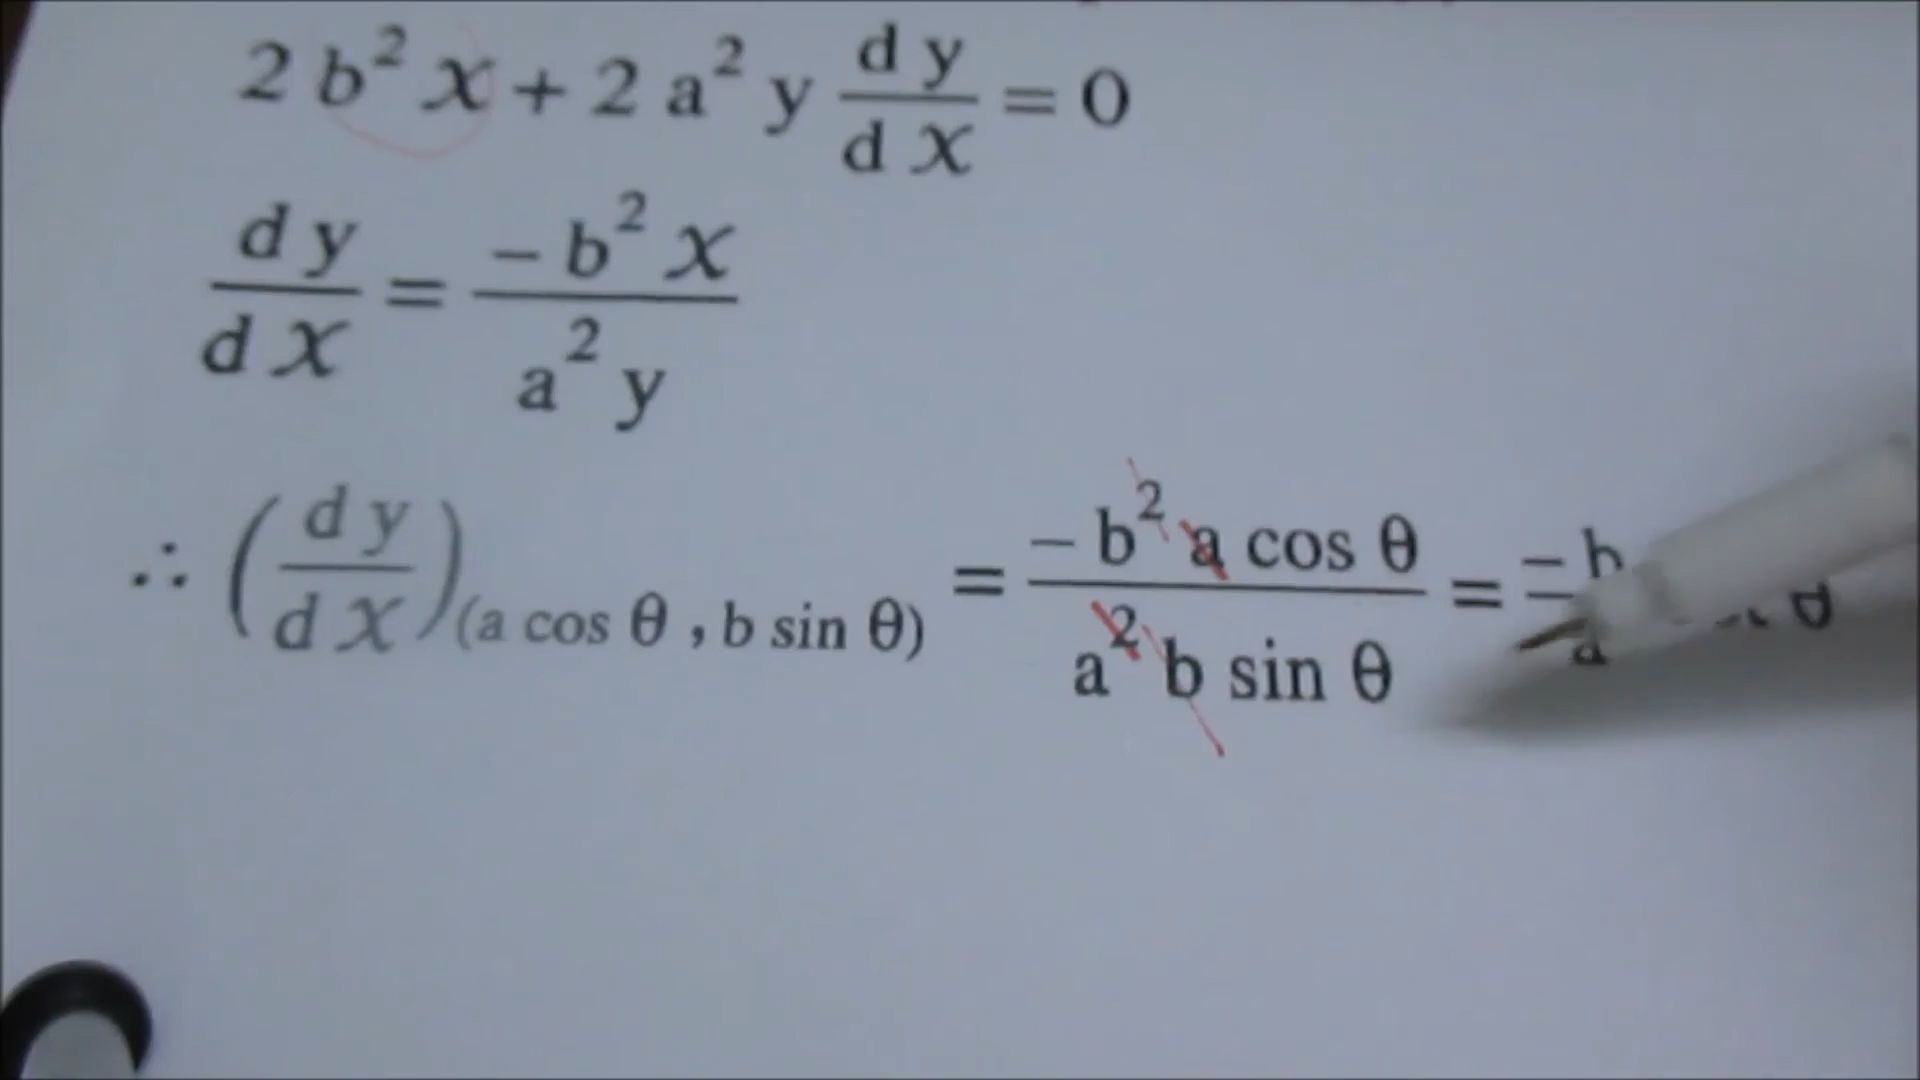 2 b² x + 2 a² y dy/dx = 0
dy/dx = - b² x / a² y
∴ (dy/dx)(a cos θ , b sin θ) = - b² a cos θ / a² b sin θ = - b / a